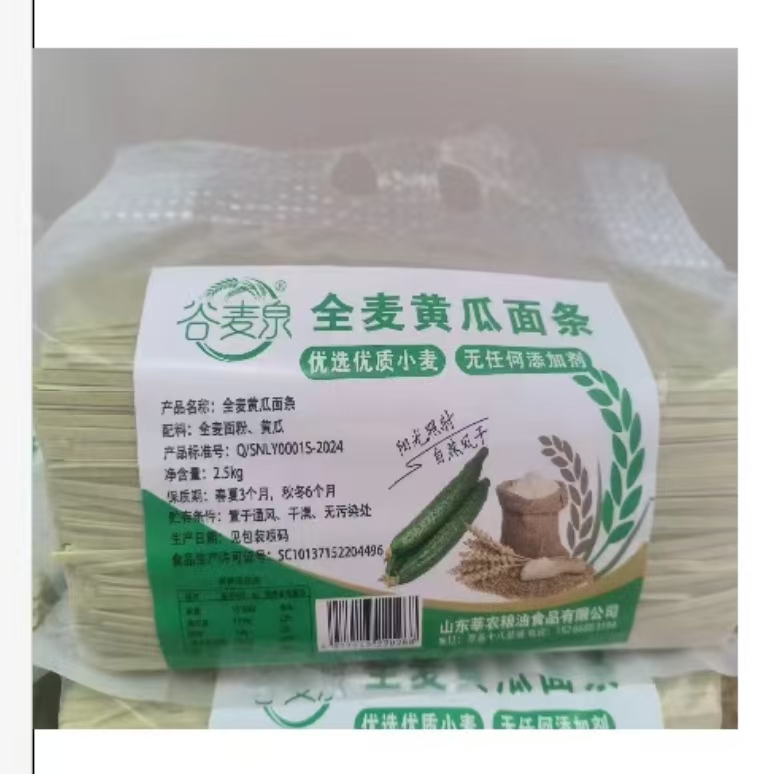 谷麦泉®
全麦黄瓜面条
优选优质小麦 无任何添加剂
产品名称: 全麦黄瓜面条
配料: 全麦面粉、黄瓜
产品标准号: Q/SNLY0001S-2024
净含量: 2.5kg
保质期: 春夏3个月, 秋冬6个月
贮存条件: 置于通风、干燥、无污染处
生产日期: 见包装喷码
食品生产许可证号: SC10137152204496
阳光照射
自然风干
山东莘农粮油食品有限公司
全麦黄瓜面条
优选优质小麦 无任何添加剂